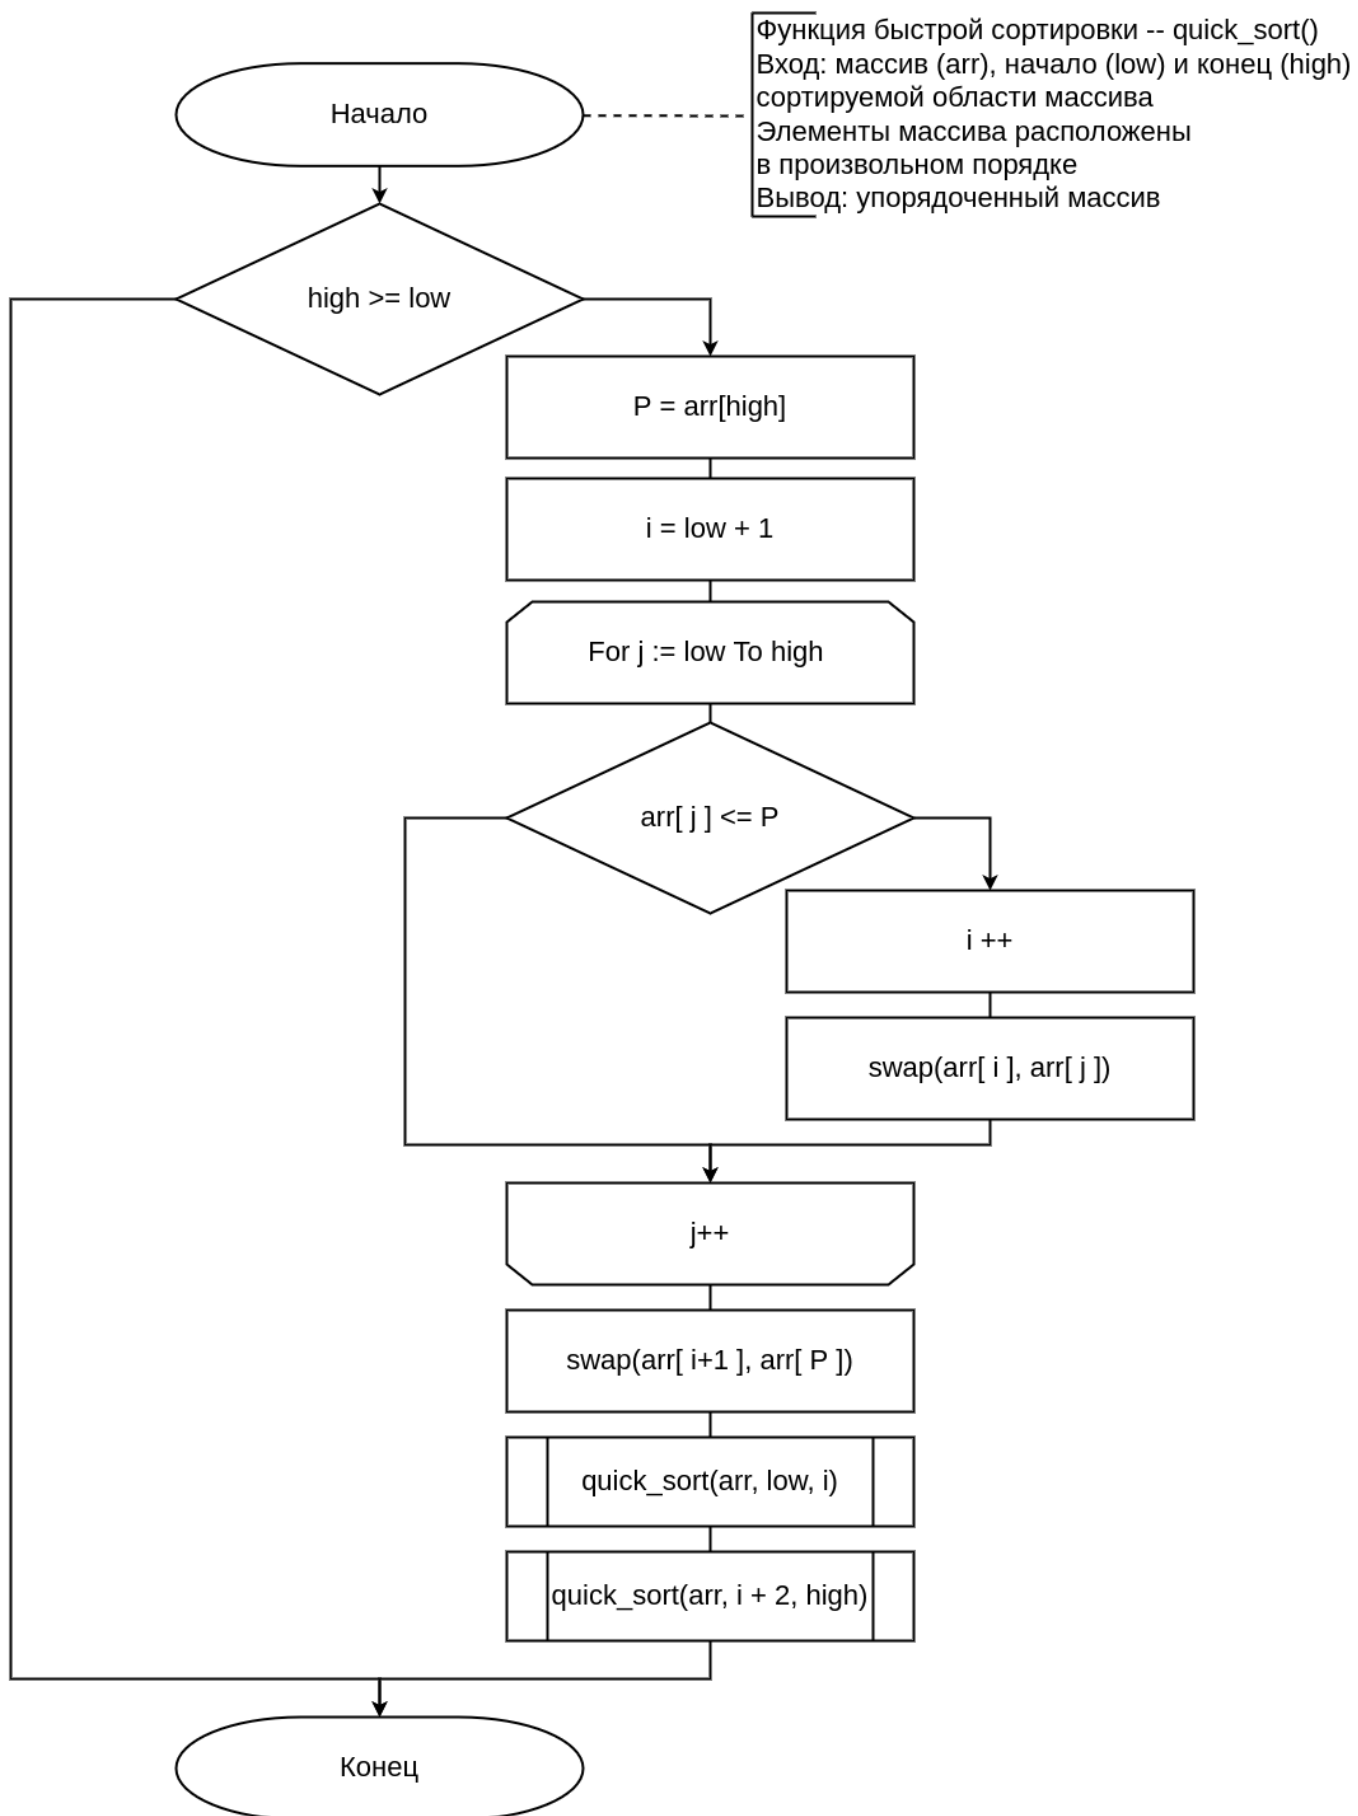 Функция быстрой сортировки -- quick_sort()
Вход: массив (arr), начало (low) и конец (high)
сортируемой области массива
Элементы массива расположены
в произвольном порядке
Вывод: упорядоченный массив
Начало
high >= low
P = arr[high]
i = low + 1
For j := low To high
arr[ j ] <= P
i ++
swap(arr[ i ], arr[ j ])
j++
swap(arr[ i+1 ], arr[ P ])
quick_sort(arr, low, i)
quick_sort(arr, i + 2, high)
Конец